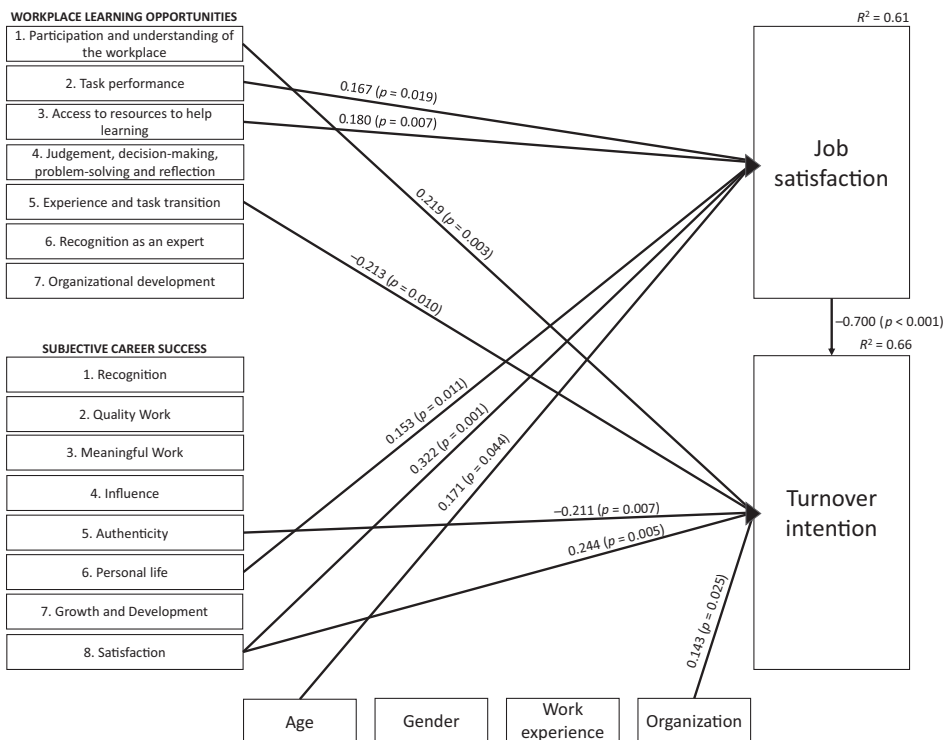 WORKPLACE LEARNING OPPORTUNITIES
1. Participation and understanding of
the workplace
2. Task performance
3. Access to resources to help
learning
4. Judgement, decision-making,
problem-solving and reflection
5. Experience and task transition
6. Recognition as an expert
7. Organizational development
SUBJECTIVE CAREER SUCCESS
1. Recognition
2. Quality Work
3. Meaningful Work
4. Influence
5. Authenticity
6. Personal life
7. Growth and Development
8. Satisfaction
0.167 (p = 0.019)
0.180 (p = 0.007)
0.219 (p = 0.003)
−0.213 (p = 0.010)
0.153 (p = 0.011)
0.322 (p = 0.001)
0.171 (p = 0.044)
−0.211 (p = 0.007)
0.244 (p = 0.005)
0.143 (p = 0.025)
R² = 0.61
Job
satisfaction
−0.700 (p < 0.001)
R² = 0.66
Turnover
intention
Age
Gender
Work
experience
Organization